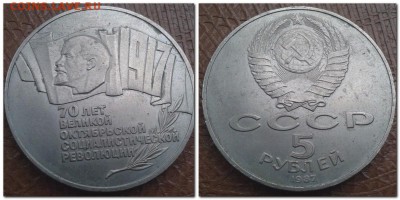 1917
70 ЛЕТ
ВЕЛИКОЙ
ОКТЯБРЬСКОЙ
СОЦИАЛИСТИЧЕСКОЙ
РЕВОЛЮЦИИ
СССР
5
РУБЛЕЙ
1987